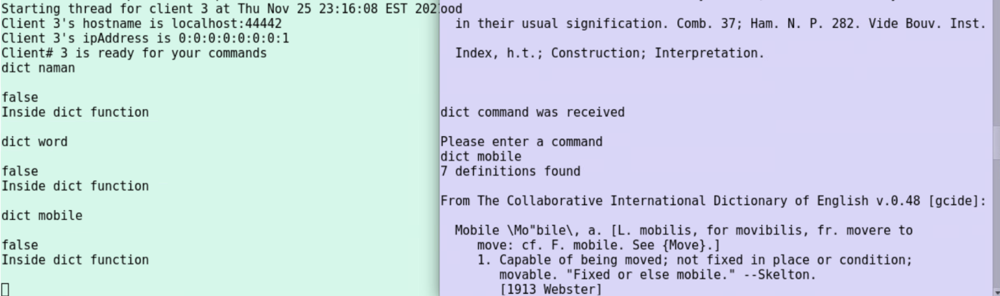 Starting thread for client 3 at Thu Nov 25 23:16:08 EST 202
Client 3's hostname is localhost:44442
Client 3's ipAddress is 0:0:0:0:0:0:0:1
Client# 3 is ready for your commands
dict naman
false
Inside dict function
dict word
false
Inside dict function
dict mobile
false
Inside dict function
ood
in their usual signification. Comb. 37; Ham. N. P. 282. Vide Bouv. Inst.
Index, h.t.; Construction; Interpretation.
dict command was received
Please enter a command
dict mobile
7 definitions found
From The Collaborative International Dictionary of English v.0.48 [gcide]:
Mobile \Mo"bile\, a. [L. mobilis, for movibilis, fr. movere to
move: cf. F. mobile. See {Move}.]
1. Capable of being moved; not fixed in place or condition;
movable. "Fixed or else mobile." --Skelton.
[1913 Webster]